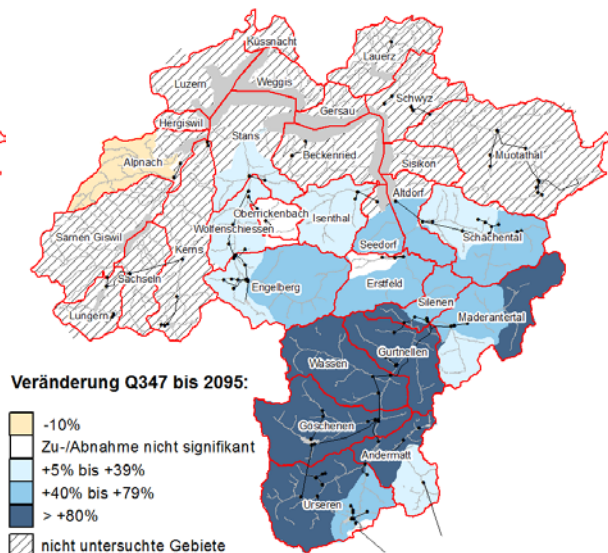 Küssnacht
Lauerz
Luzern
Weggis
Schwyz
Gersau
Hergiswil
Stans
Alpnach
Beckenried
Sisikon
Muotathal
Altdorf
Oberrickenbach
Isenthal
Wolfenschiessen
Sarnen Giswil
Kerns
Seedorf
Schächental
Sachseln
Engelberg
Erstfeld
Silenen
Maderantertal
Lungern
Gurtnellen
Wassen
Göschenen
Andermatt
Urseren
Veränderung Q347 bis 2095:
-10%
Zu-/Abnahme nicht signifikant
+5% bis +39%
+40% bis +79%
> +80%
nicht untersuchte Gebiete